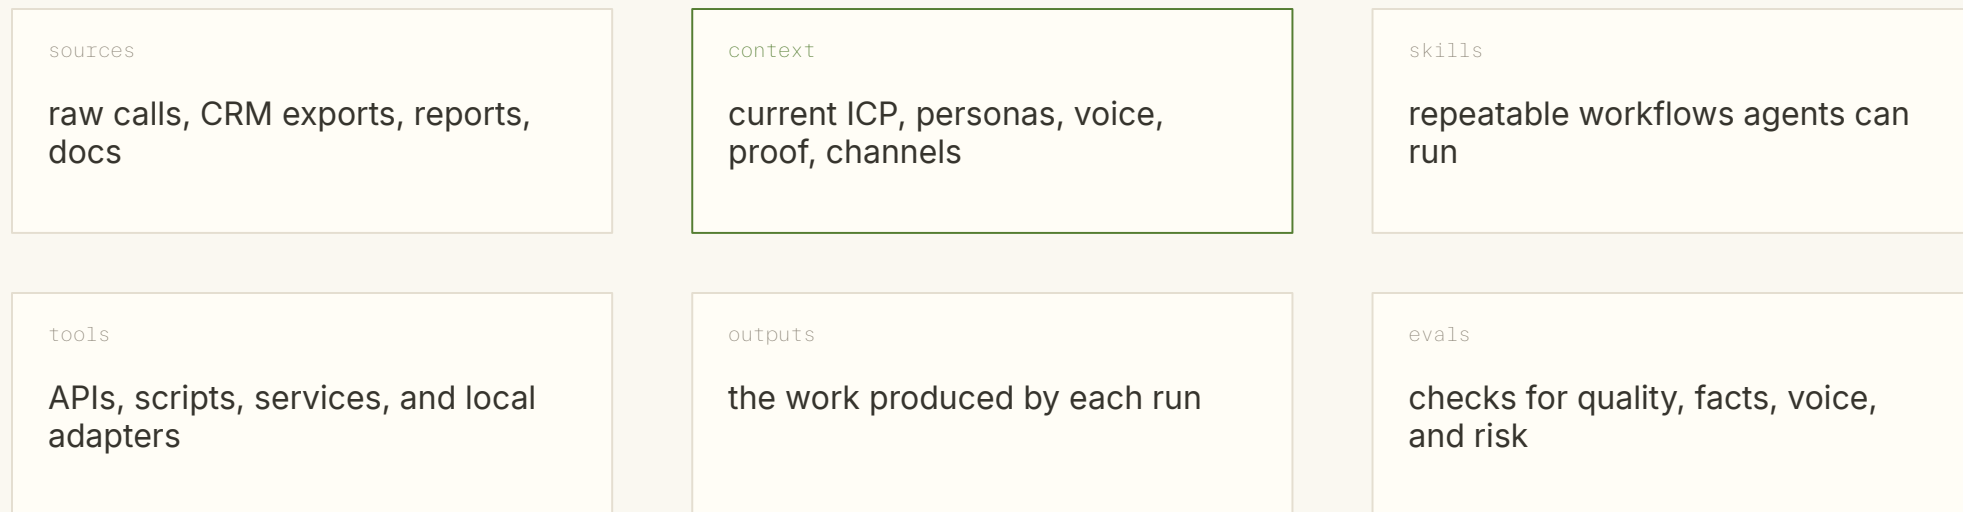 sources
raw calls, CRM exports, reports,
docs
context
current ICP, personas, voice,
proof, channels
skills
repeatable workflows agents can
run
tools
APIs, scripts, services, and local
adapters
outputs
the work produced by each run
evals
checks for quality, facts, voice,
and risk